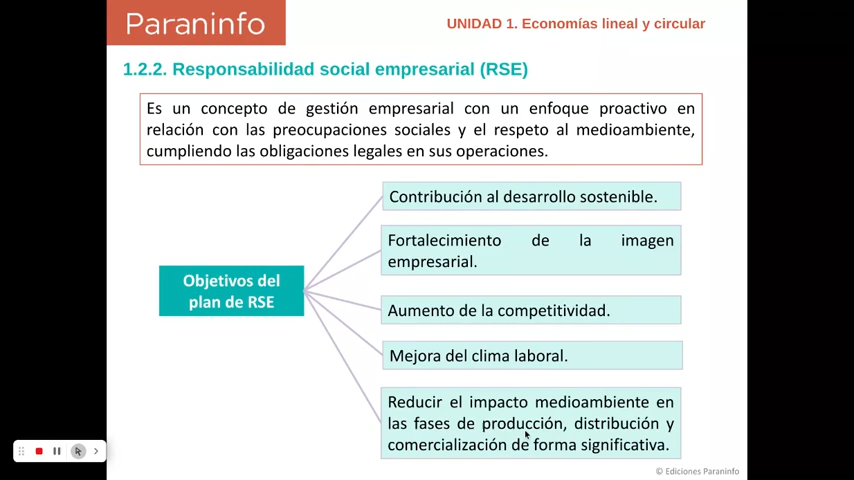 Paraninfo
UNIDAD 1. Economías lineal y circular
1.2.2. Responsabilidad social empresarial (RSE)
Es un concepto de gestión empresarial con un enfoque proactivo en
relación con las preocupaciones sociales y el respeto al medioambiente,
cumpliendo las obligaciones legales en sus operaciones.
Objetivos del
plan de RSE
Contribución al desarrollo sostenible.
Fortalecimiento de la imagen
empresarial.
Aumento de la competitividad.
Mejora del clima laboral.
Reducir el impacto medioambiente en
las fases de producción, distribución y
comercialización de forma significativa.
© Ediciones Paraninfo